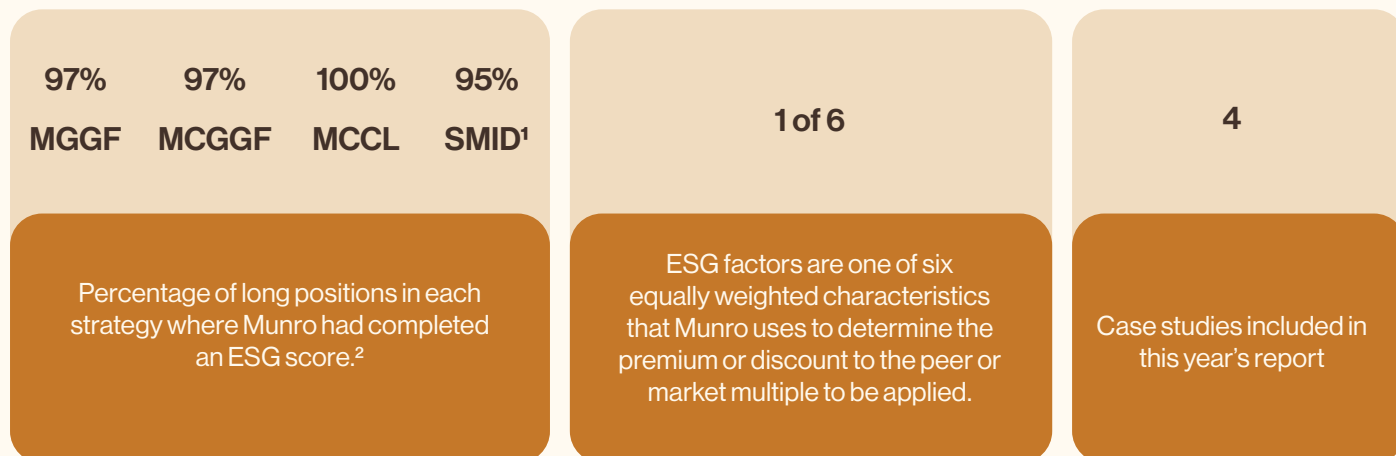 97% 97% 100% 95%
MGGF MCGGF MCCL SMID¹
Percentage of long positions in each
strategy where Munro had completed
an ESG score.²
1 of 6
ESG factors are one of six
equally weighted characteristics
that Munro uses to determine the
premium or discount to the peer or
market multiple to be applied.
4
Case studies included in
this year’s report